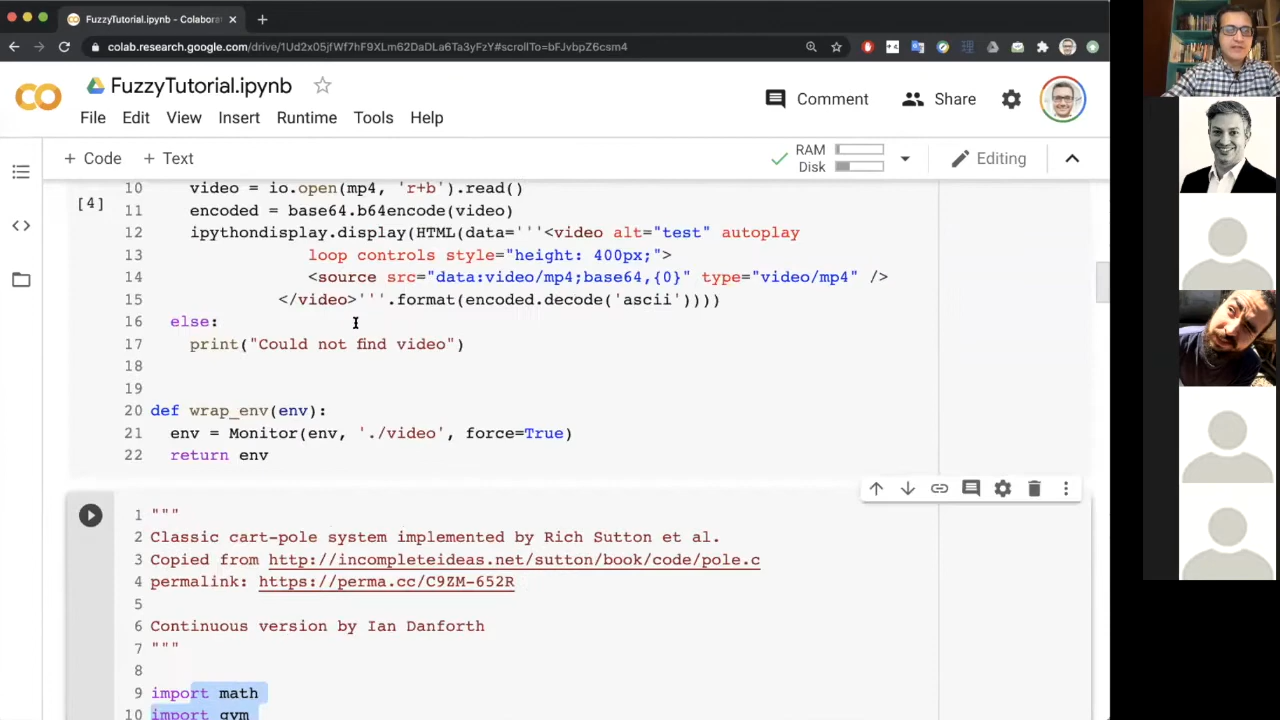 FuzzyTutorial.ipynb - Colabora
colab.research.google.com/drive/1Ud2x05jfWf7hF9XLm62DaDLa6Ta3yFzY#scrollTo=bFJvbpZ6csm4
FuzzyTutorial.ipynb
Comment
Share
File Edit View Insert Runtime Tools Help
+ Code + Text
RAM
Disk
Editing
10 video = io.open(mp4, 'r+b').read()
[4]
11 encoded = base64.b64encode(video)
12 ipythondisplay.display(HTML(data='''<video alt="test" autoplay
13 loop controls style="height: 400px;">
14 <source src="data:video/mp4;base64,{0}" type="video/mp4" />
15 </video>'''.format(encoded.decode('ascii'))))
16 else:
17 print("Could not find video")
18
19
20 def wrap_env(env):
21 env = Monitor(env, './video', force=True)
22 return env
1 """
2 Classic cart-pole system implemented by Rich Sutton et al.
3 Copied from http://incompleteideas.net/sutton/book/code/pole.c
4 permalink: https://perma.cc/C9ZM-652R
5
6 Continuous version by Ian Danforth
7 """
8
9 import math
10 import gym